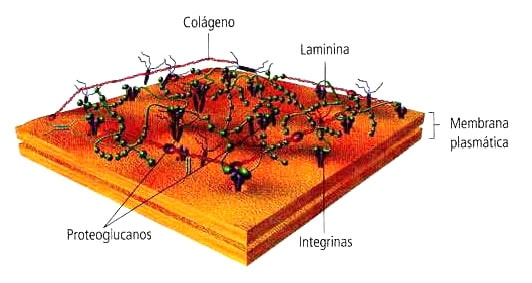 Colágeno
Laminina
Membrana
plasmática
Proteoglucanos
Integrinas